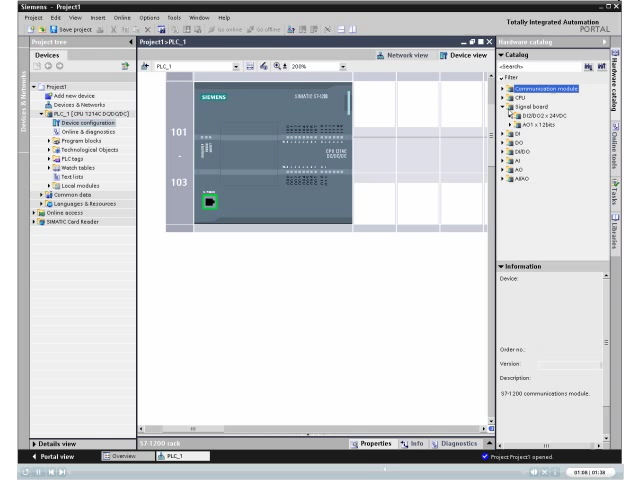 Siemens - Project1
Project Edit View Insert Online Options Tools Window Help
Totally Integrated Automation
PORTAL
Save project
Go online
Go offline
Project tree
Project1>PLC_1
Hardware catalog
Devices
Network view
Device view
Catalog
PLC_1
200%
<Search>
Filter
Project1
Add new device
Devices & Networks
PLC_1 [CPU 1214C DC/DC/DC]
Device configuration
Online & diagnostics
Program blocks
Technological Objects
PLC tags
Watch tables
Text lists
Local modules
Common data
Languages & Resources
Online access
SIMATIC Card Reader
Devices & Networks
SIEMENS
SIMATIC S7-1200
101
-
103
CPU 1214C
DC/DC/DC
Communication module
CPU
Signal board
DI2/DO2 x 24VDC
AO1 x 12bits
DI
DO
DI/DO
AI
AO
AI/AO
Hardware catalog
Online tools
Tasks
Libraries
Information
Device:
Order no.:
Version:
Description:
S7-1200 communications module.
Details view
S7-1200 rack
Properties
Info
Diagnostics
Portal view
Overview
PLC_1
Project Project1 opened.
01:08 | 01:38